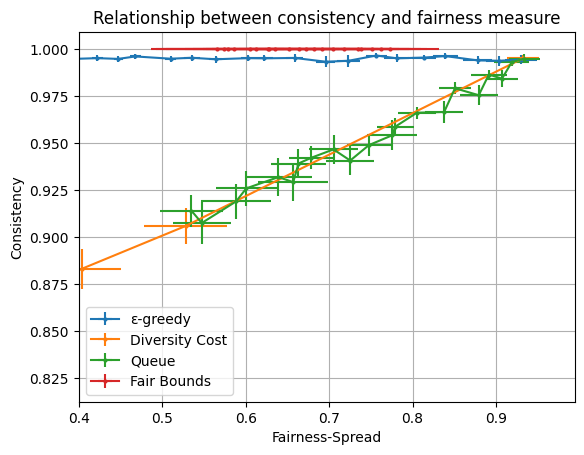 Relationship between consistency and fairness measure
1.000
0.975
0.950
0.925
0.900
0.875
0.850
0.825
Consistency
ε-greedy
Diversity Cost
Queue
Fair Bounds
0.4 0.5 0.6 0.7 0.8 0.9
Fairness-Spread